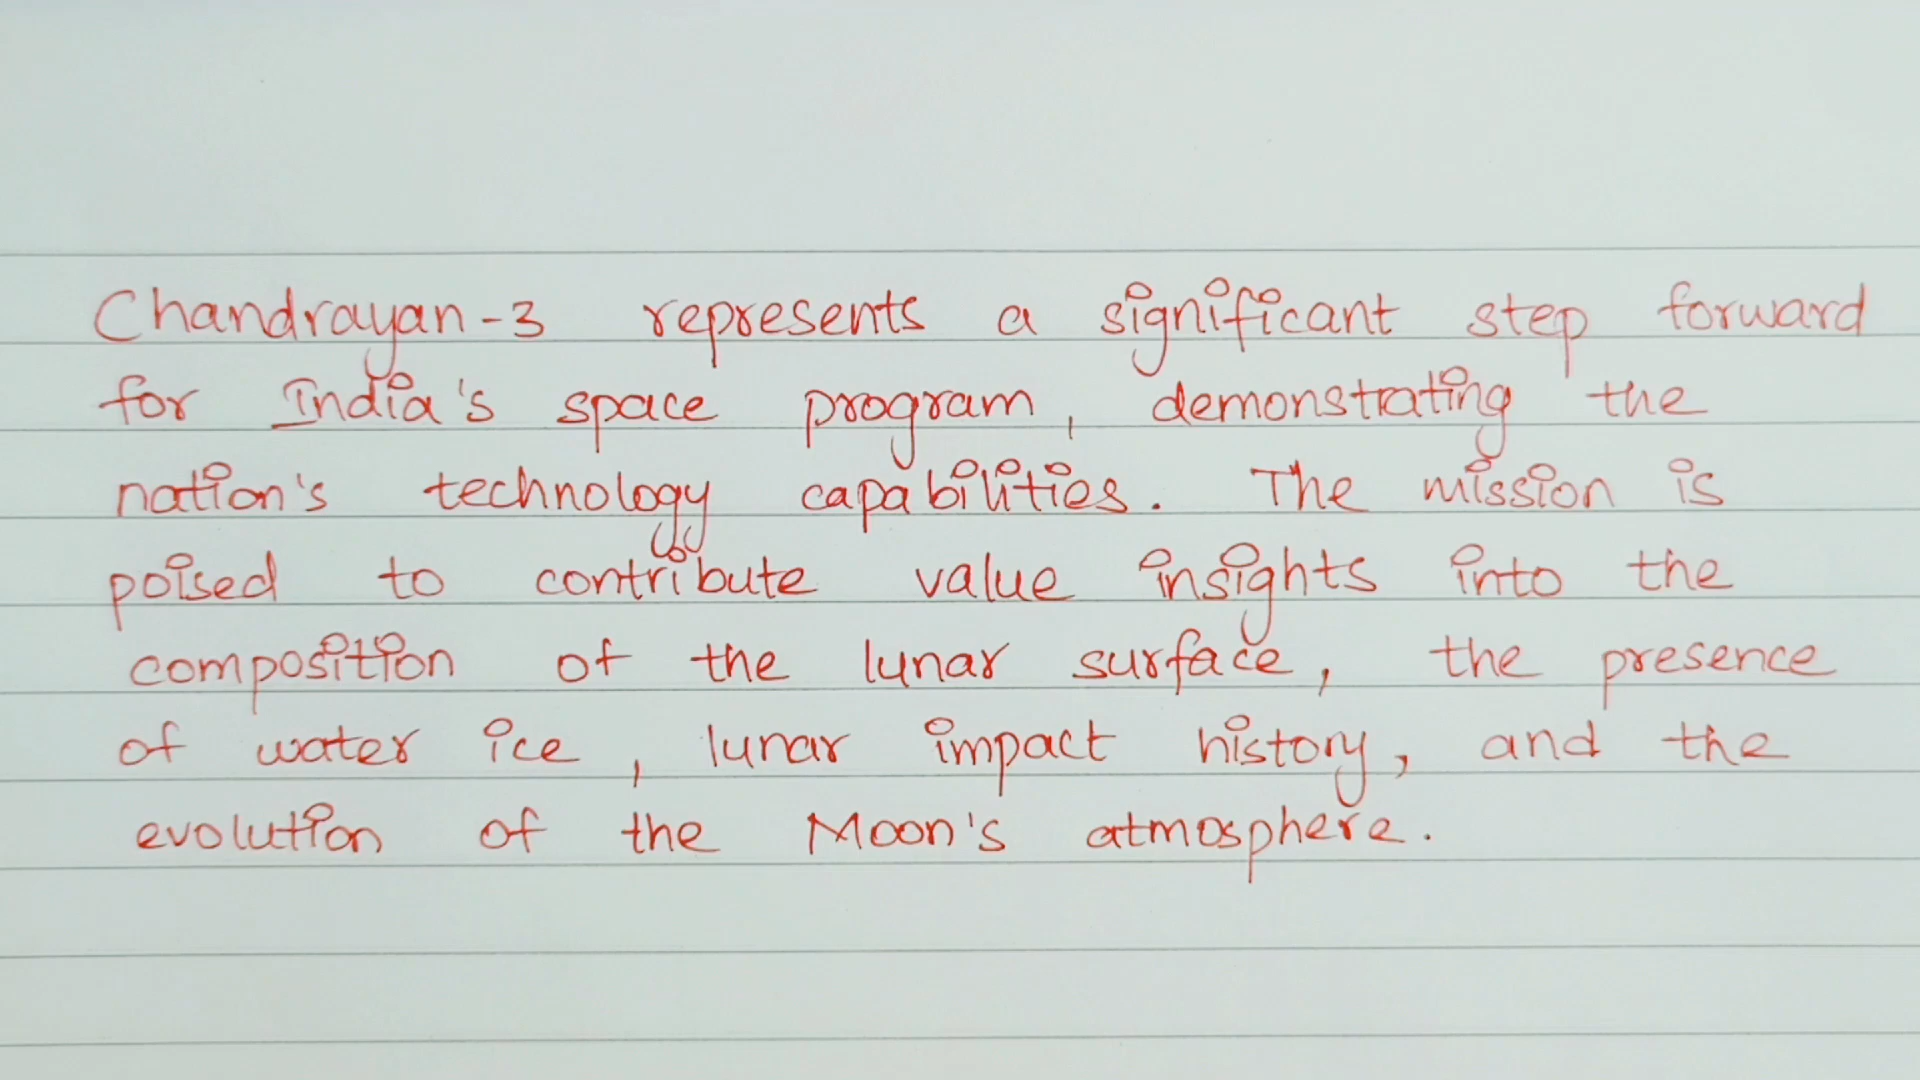 Chandrayan-3 represents a significant step forward
for India's space program, demonstrating the
nation's technology capabilities. The mission is
poised to contribute value insights into the
composition of the lunar surface, the presence
of water ice, lunar impact history, and the
evolution of the Moon's atmosphere.